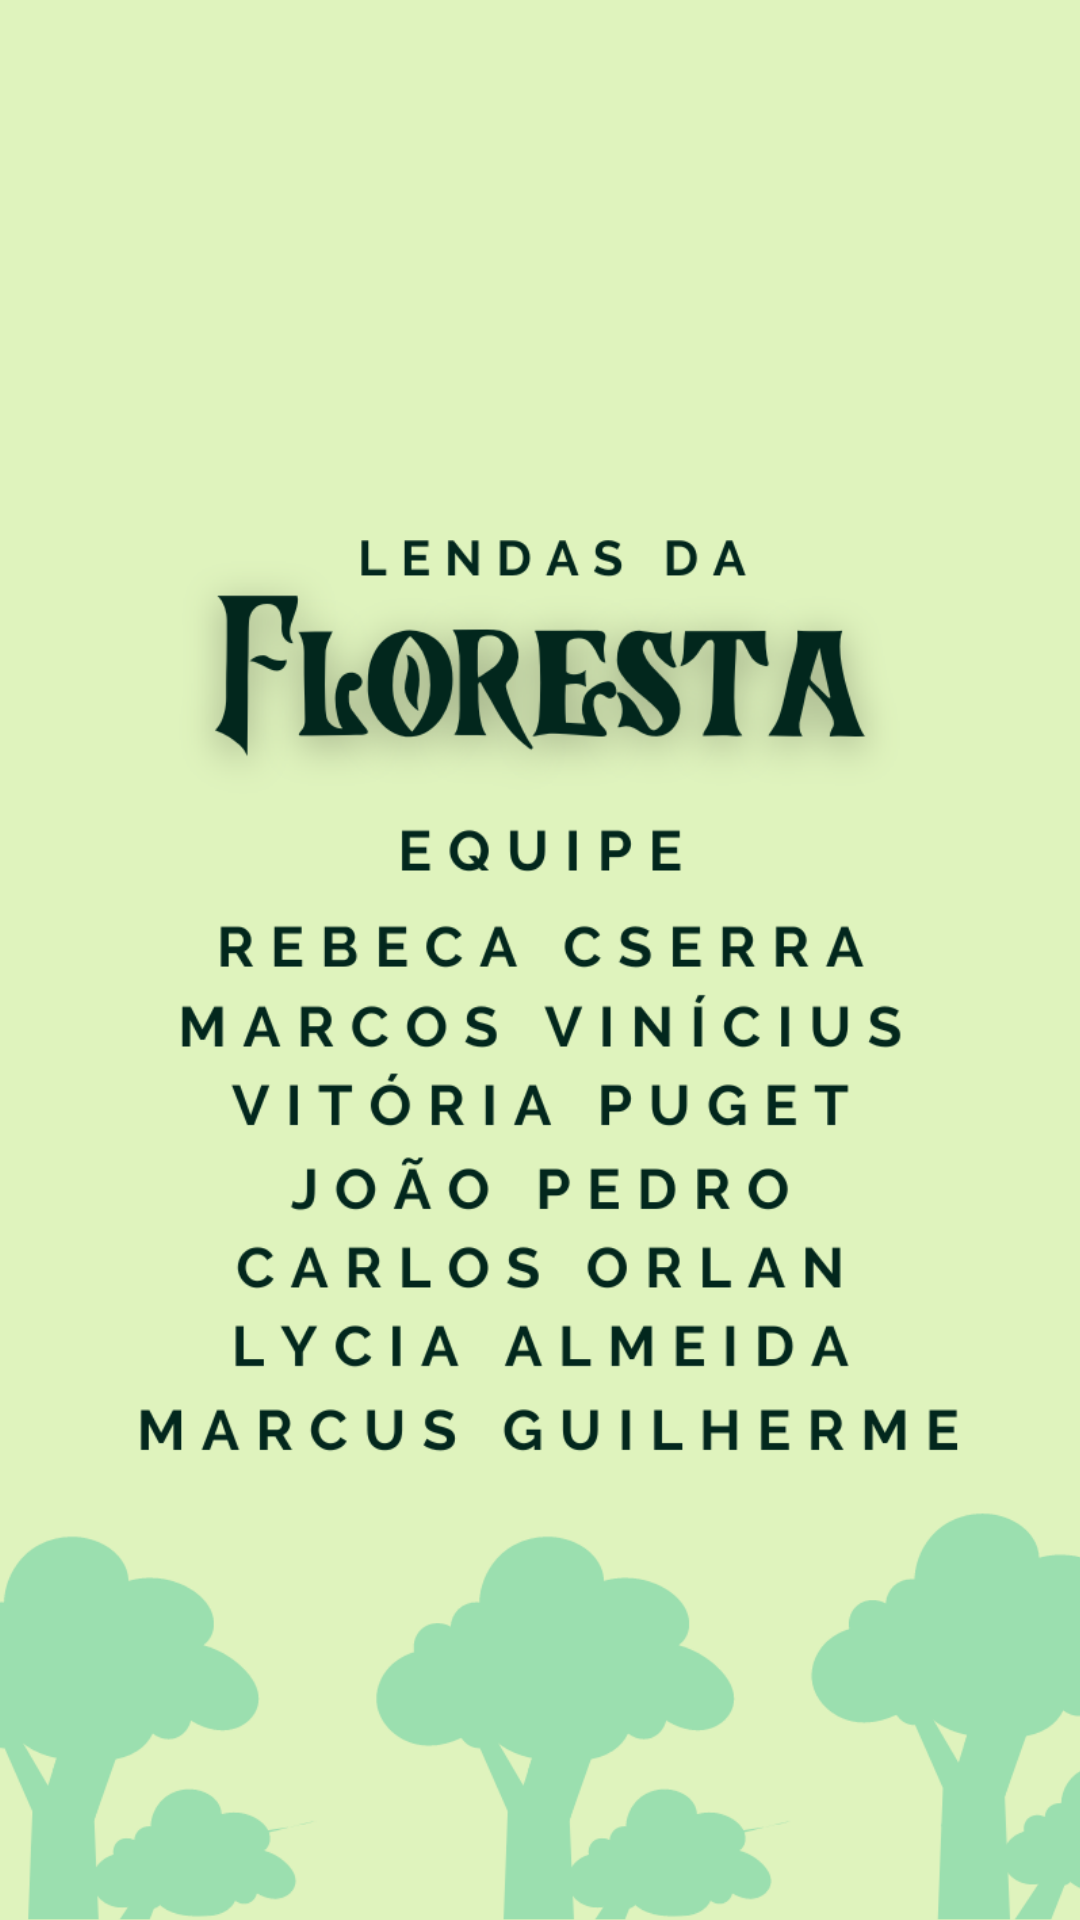 LENDAS DA
FLORESTA
EQUIPE
REBECA CSERRA
MARCOS VINÍCIUS
VITÓRIA PUGET
JOÃO PEDRO
CARLOS ORLAN
LYCIA ALMEIDA
MARCUS GUILHERME